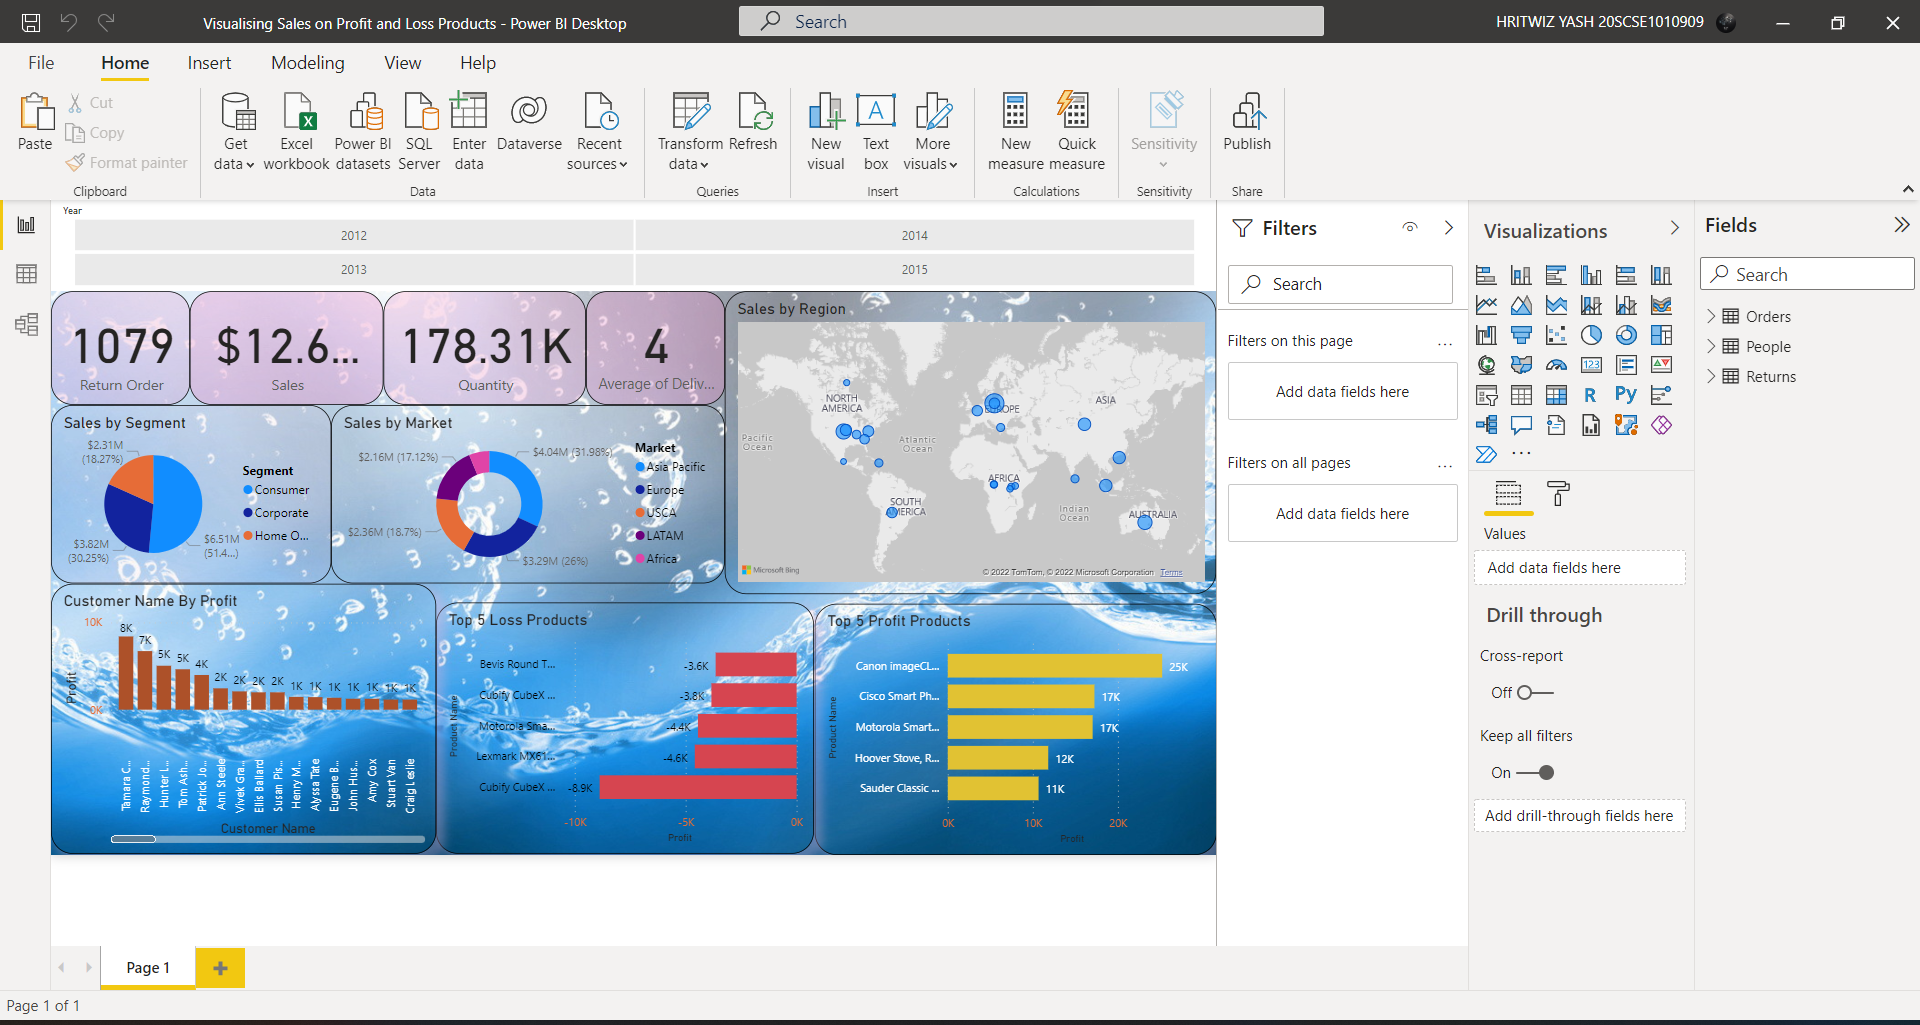 Visualising Sales on Profit and Loss Products - Power BI Desktop
Search
HRITWIZ YASH 20SCSE1010909
File
Home
Insert
Modeling
View
Help
Paste
Cut
Copy
Format painter
Clipboard
Get data
Excel workbook
Power BI datasets
SQL Server
Enter data
Dataverse
Recent sources
Data
Transform data
Refresh
Queries
New visual
Text box
More visuals
Insert
New measure
Quick measure
Calculations
Sensitivity
Sensitivity
Publish
Share
Year
2012
2014
2013
2015
1079
Return Order
$12.6...
Sales
178.31K
Quantity
4
Average of Deliv...
Sales by Segment
$2.31M
(18.27%)
$3.82M
(30.25%)
$6.51M
(51.4...)
Segment
Consumer
Corporate
Home O...
Sales by Market
$2.16M (17.12%)
$4.04M (31.98%)
$2.36M (18.7%)
$3.29M (26%)
Market
Asia Pacific
Europe
USCA
LATAM
Africa
Sales by Region
NORTH AMERICA
EUROPE
ASIA
Pacific Ocean
Atlantic Ocean
AFRICA
SOUTH AMERICA
Indian Ocean
AUSTRALIA
Microsoft Bing
© 2022 TomTom, © 2022 Microsoft Corporation Terms
Customer Name By Profit
10K
0K
Profit
8K
7K
5K
5K
4K
2K
2K
2K
2K
1K
1K
1K
1K
1K
1K
1K
Tamara C...
Raymond...
Hunter L...
Tom Ash...
Patrick Jo...
Ann Steele
Vivek Gra...
Ellis Ballard
Susan Pis...
Henry M...
Alyssa Tate
Eugene B...
John Hus...
Amy Cox
Stuart Van
Craig Leslie
Customer Name
Top 5 Loss Products
Product Name
Bevis Round T... -3.6K
Cubify CubeX ... -3.8K
Motorola Sma... -4.4K
Lexmark MX61... -4.6K
Cubify CubeX ... -8.9K
-10K -5K 0K
Profit
Top 5 Profit Products
Product Name
Canon imageCL... 25K
Cisco Smart Ph... 17K
Motorola Smart... 17K
Hoover Stove, R... 12K
Sauder Classic ... 11K
0K 10K 20K
Profit
Filters
Search
Filters on this page ...
Add data fields here
Filters on all pages ...
Add data fields here
Visualizations
123
R
Py
...
Values
Add data fields here
Drill through
Cross-report
Off
Keep all filters
On
Add drill-through fields here
Fields
Search
Orders
People
Returns
Page 1
Page 1 of 1